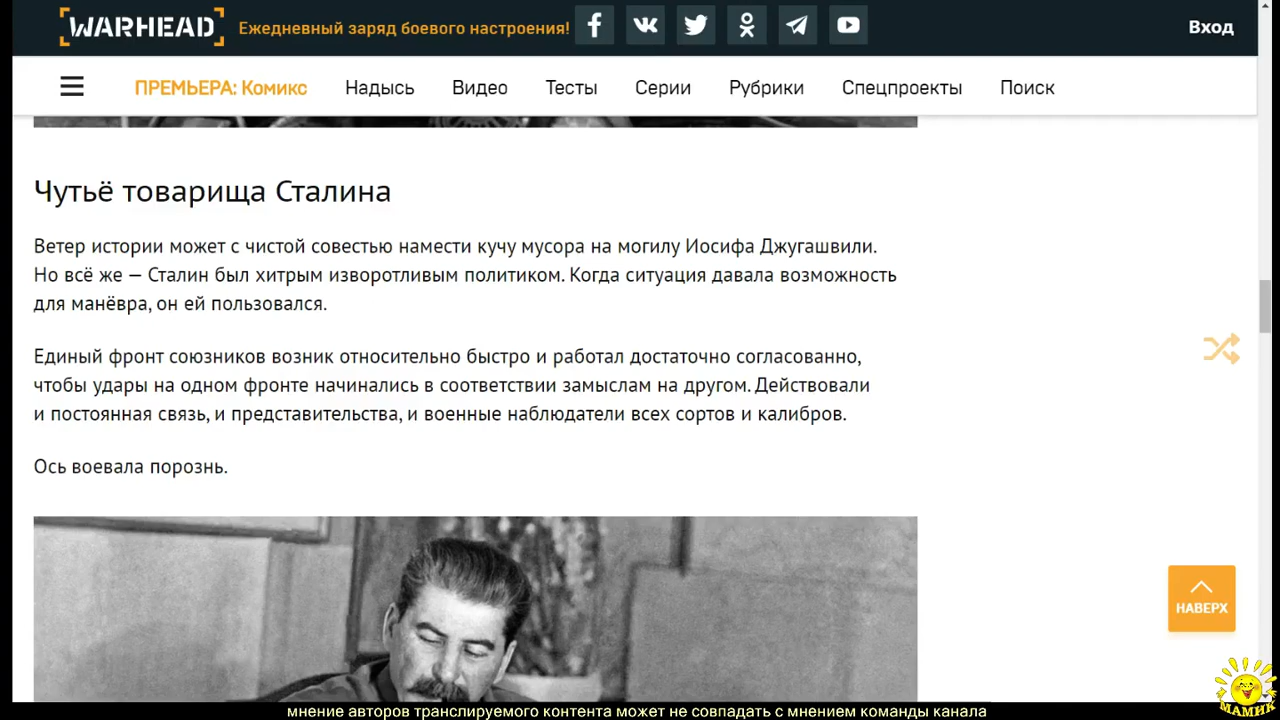 WARHEAD
Ежедневный заряд боевого настроения!
Вход
ПРЕМЬЕРА: Комикс Надысь Видео Тесты Серии Рубрики Спецпроекты Поиск
Чутьё товарища Сталина
Ветер истории может с чистой совестью намести кучу мусора на могилу Иосифа Джугашвили.
Но всё же — Сталин был хитрым изворотливым политиком. Когда ситуация давала возможность
для манёвра, он ей пользовался.
Единый фронт союзников возник относительно быстро и работал достаточно согласованно,
чтобы удары на одном фронте начинались в соответствии замыслам на другом. Действовали
и постоянная связь, и представительства, и военные наблюдатели всех сортов и калибров.
Ось воевала порознь.
НАВЕРХ
МАМИК
мнение авторов транслируемого контента может не совпадать с мнением команды канала